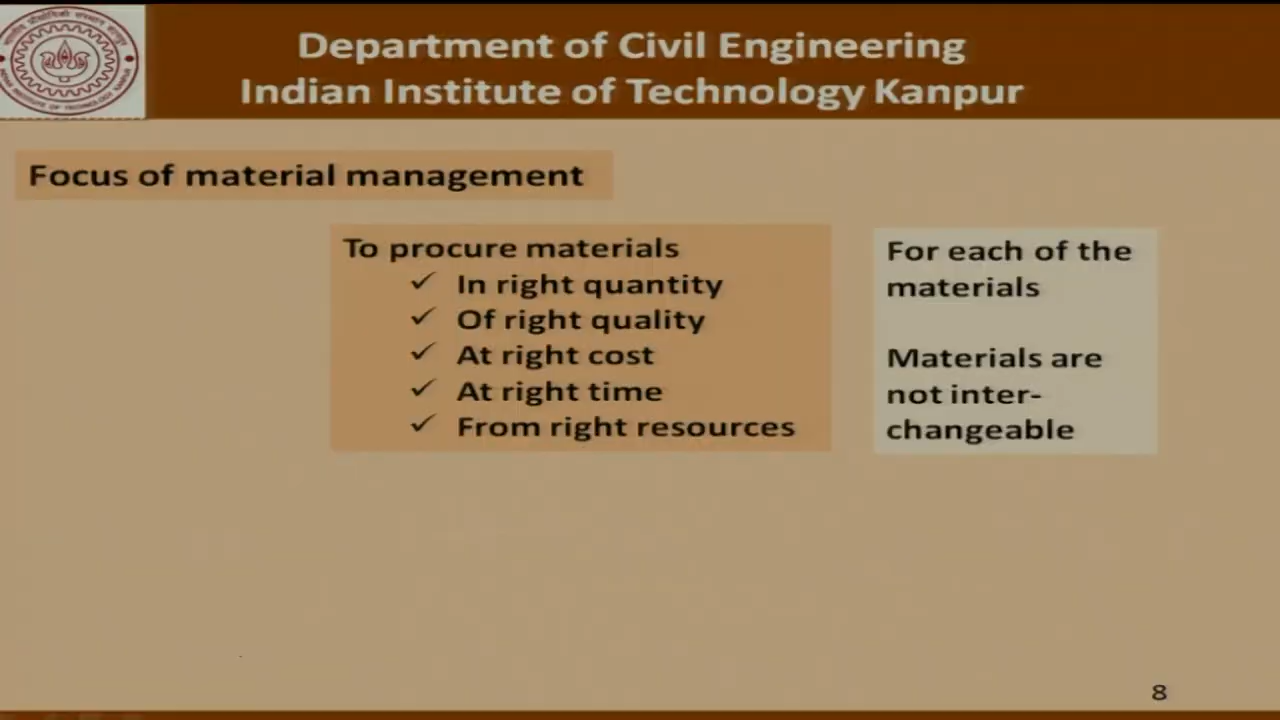 Department of Civil Engineering
Indian Institute of Technology Kanpur
Focus of material management
To procure materials
✓ In right quantity
✓ Of right quality
✓ At right cost
✓ At right time
✓ From right resources
For each of the
materials
Materials are
not inter-
changeable
8